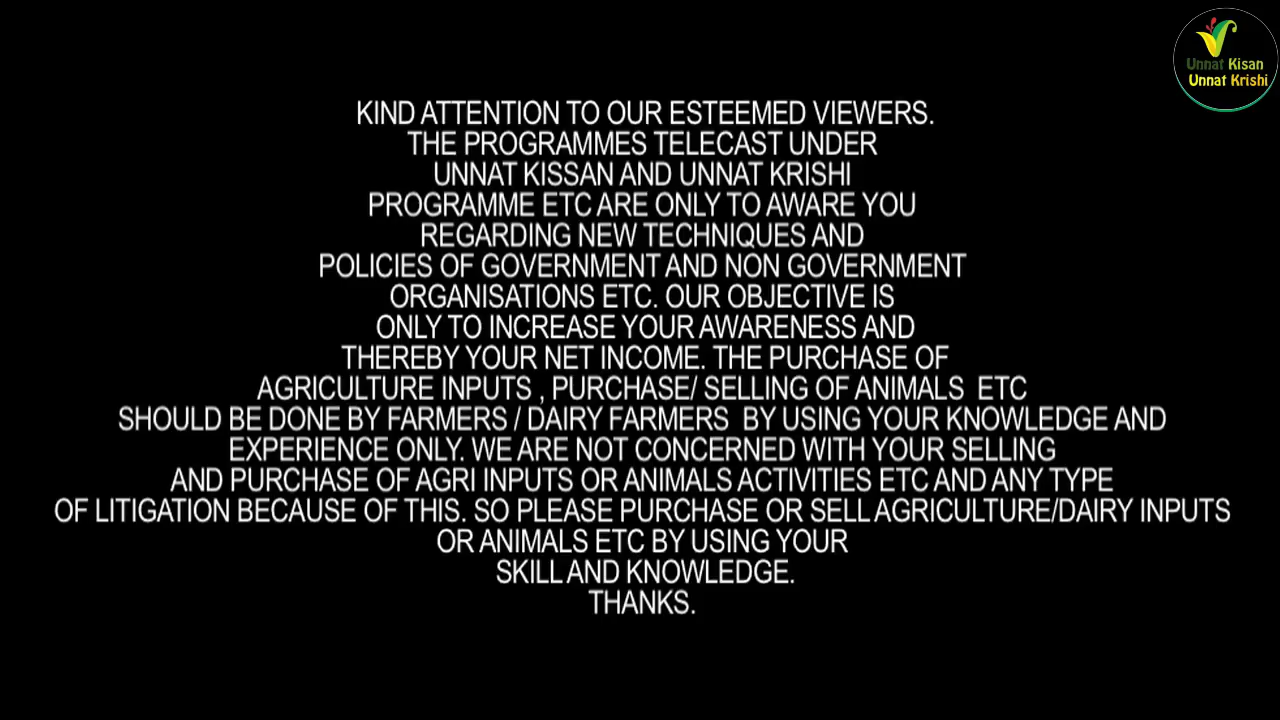 Unnat Kisan
Unnat Krishi
KIND ATTENTION TO OUR ESTEEMED VIEWERS.
THE PROGRAMMES TELECAST UNDER
UNNAT KISSAN AND UNNAT KRISHI
PROGRAMME ETC ARE ONLY TO AWARE YOU
REGARDING NEW TECHNIQUES AND
POLICIES OF GOVERNMENT AND NON GOVERNMENT
ORGANISATIONS ETC. OUR OBJECTIVE IS
ONLY TO INCREASE YOUR AWARENESS AND
THEREBY YOUR NET INCOME. THE PURCHASE OF
AGRICULTURE INPUTS , PURCHASE/ SELLING OF ANIMALS  ETC
SHOULD BE DONE BY FARMERS / DAIRY FARMERS  BY USING YOUR KNOWLEDGE AND
EXPERIENCE ONLY. WE ARE NOT CONCERNED WITH YOUR SELLING
AND PURCHASE OF AGRI INPUTS OR ANIMALS ACTIVITIES ETC AND ANY TYPE
OF LITIGATION BECAUSE OF THIS. SO PLEASE PURCHASE OR SELL AGRICULTURE/DAIRY INPUTS
OR ANIMALS ETC BY USING YOUR
SKILL AND KNOWLEDGE.
THANKS.